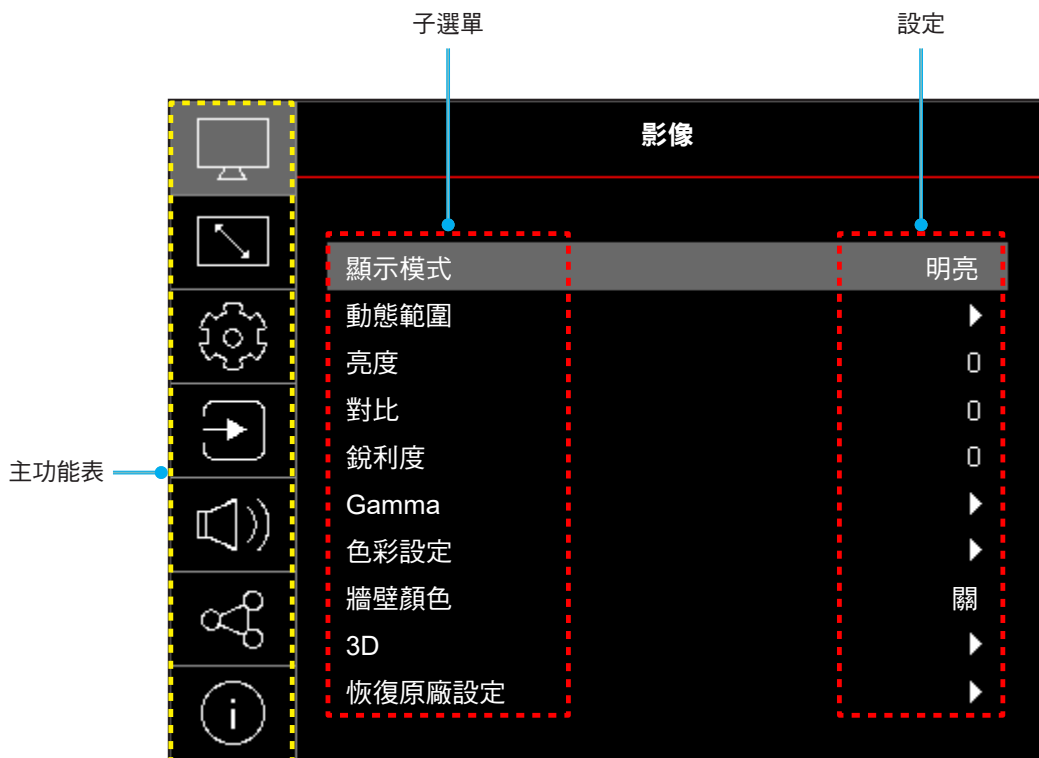 子選單
設定
影像
顯示模式 明亮
動態範圍
亮度 0
對比 0
銳利度 0
主功能表
Gamma
色彩設定
牆壁顏色 關
3D
恢復原廠設定